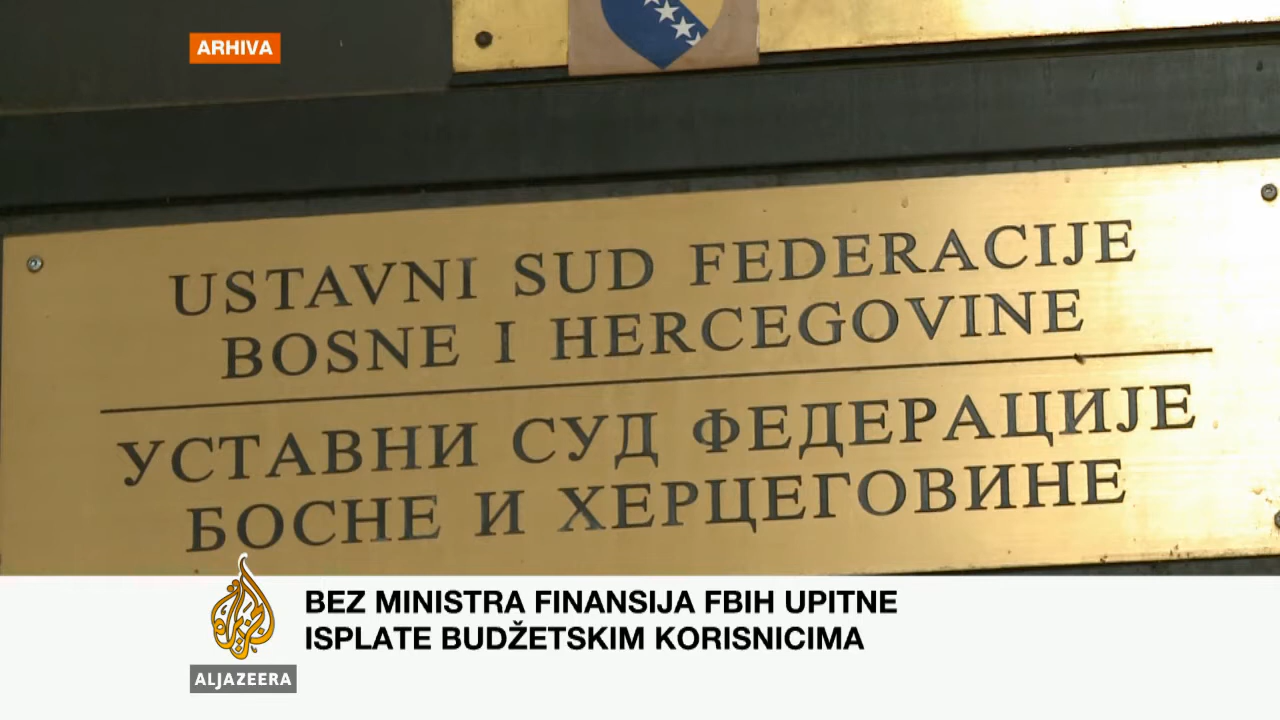 ARHIVA
USTAVNI SUD FEDERACIJE
BOSNE I HERCEGOVINE
УСТАВНИ СУД ФЕДЕРАЦИЈЕ
БОСНЕ И ХЕРЦЕГОВИНЕ
BEZ MINISTRA FINANSIJA FBIH UPITNE
ISPLATE BUDŽETSKIM KORISNICIMA
ALJAZEERA